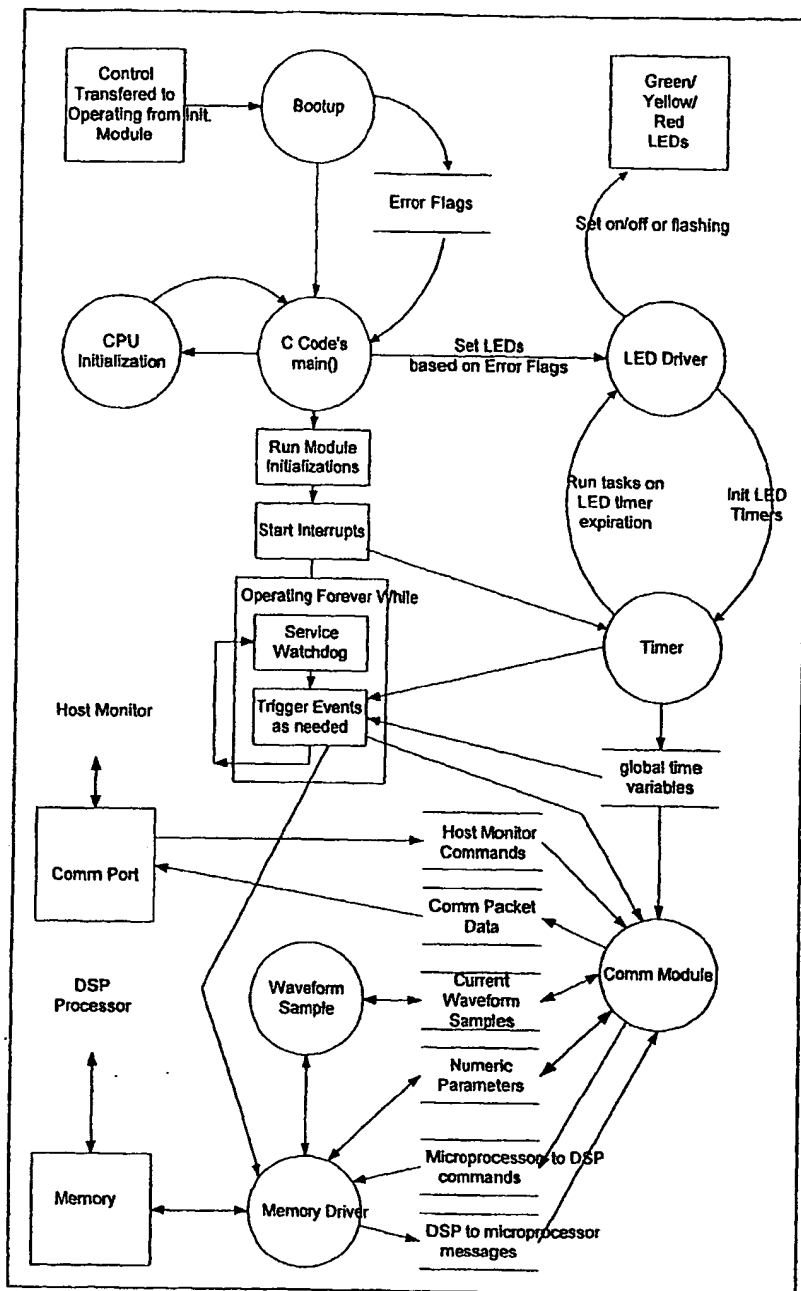 Control
Transfered to
Operating from Init.
Module
Bootup
Green/
Yellow/
Red
LEDs
Error Flags
Set on/off or flashing
CPU
Initialization
C Code's
main()
Set LEDs
based on Error Flags
LED Driver
Run Module
Initializations
Run tasks on
LED timer
expiration
Init LED
Timers
Start Interrupts
Operating Forever While
Service
Watchdog
Timer
Trigger Events
as needed
Host Monitor
global time
variables
Comm Port
Host Monitor
Commands
Comm Packet
Data
DSP
Processor
Waveform
Sample
Current
Waveform
Samples
Comm Module
Numeric
Parameters
Memory
Memory Driver
Microprocessor to DSP
commands
DSP to microprocessor
messages